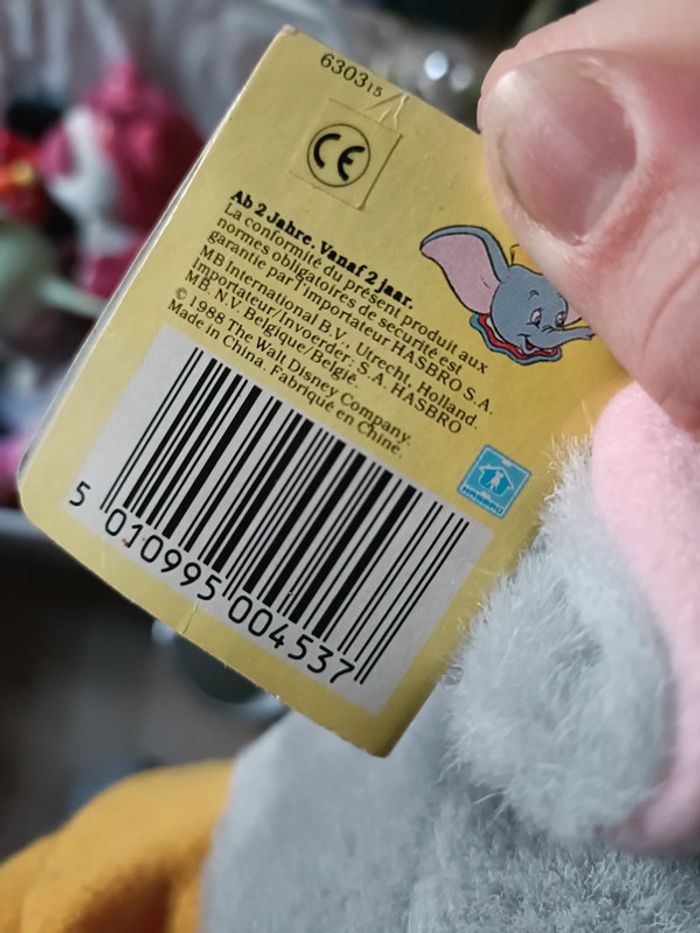 630315
CE
Ab 2 Jahre. Vanaf 2 jaar.
La conformité du présent produit aux
normes obligatoires de securité est
garantie par l'importateur HASBRO S.A.
MB International B.V., Utrecht, Holland.
Importateur/Invoerder: S.A. HASBRO
MB. N.V. Belgique/België.
© 1988 The Walt Disney Company.
Made in China. Fabriqué en Chine.
HASBRO
5 010995 004537